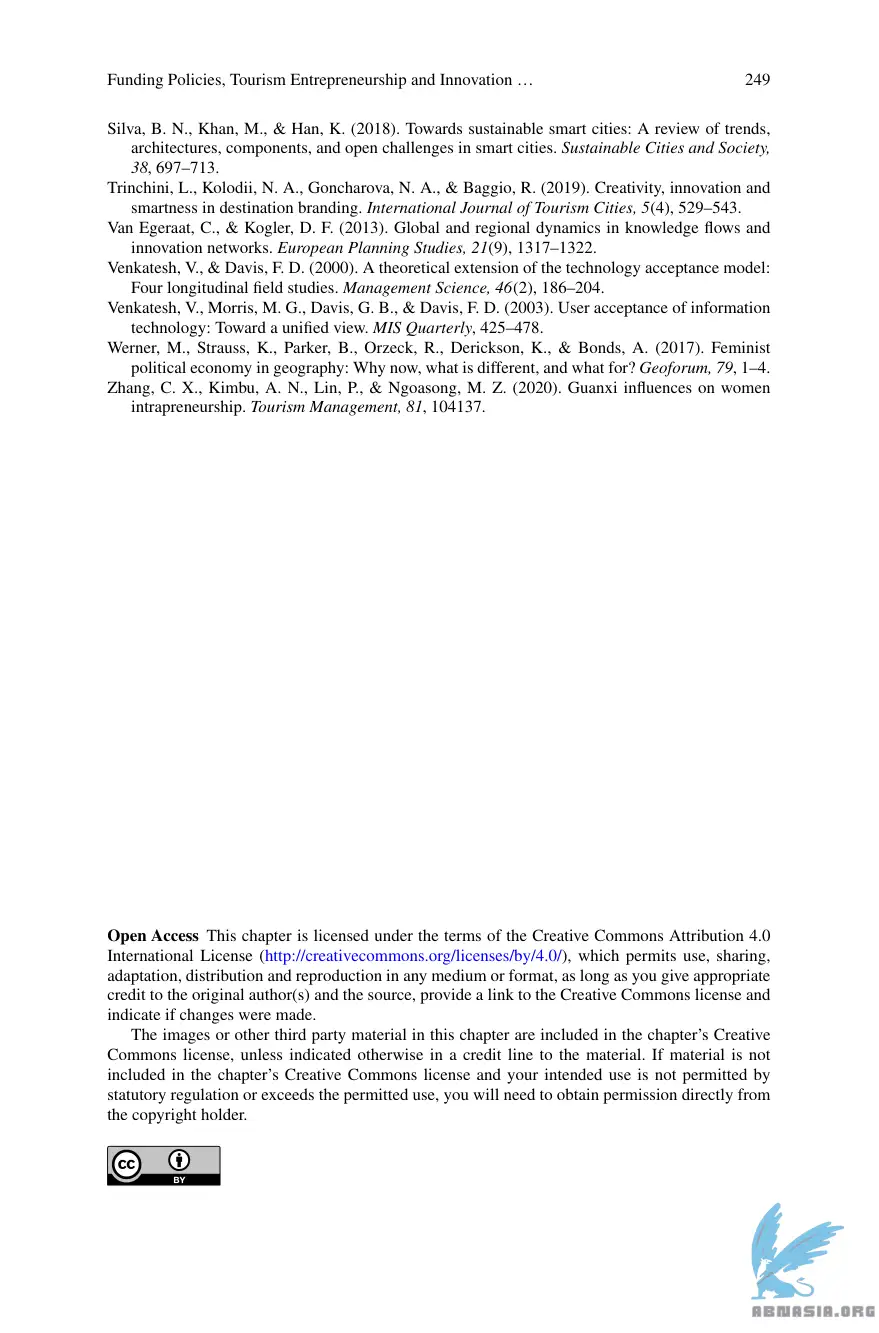 Funding Policies, Tourism Entrepreneurship and Innovation … 249
Silva, B. N., Khan, M., & Han, K. (2018). Towards sustainable smart cities: A review of trends,
architectures, components, and open challenges in smart cities. Sustainable Cities and Society,
38, 697–713.
Trinchini, L., Kolodii, N. A., Goncharova, N. A., & Baggio, R. (2019). Creativity, innovation and
smartness in destination branding. International Journal of Tourism Cities, 5(4), 529–543.
Van Egeraat, C., & Kogler, D. F. (2013). Global and regional dynamics in knowledge flows and
innovation networks. European Planning Studies, 21(9), 1317–1322.
Venkatesh, V., & Davis, F. D. (2000). A theoretical extension of the technology acceptance model:
Four longitudinal field studies. Management Science, 46(2), 186–204.
Venkatesh, V., Morris, M. G., Davis, G. B., & Davis, F. D. (2003). User acceptance of information
technology: Toward a unified view. MIS Quarterly, 425–478.
Werner, M., Strauss, K., Parker, B., Orzeck, R., Derickson, K., & Bonds, A. (2017). Feminist
political economy in geography: Why now, what is different, and what for? Geoforum, 79, 1–4.
Zhang, C. X., Kimbu, A. N., Lin, P., & Ngoasong, M. Z. (2020). Guanxi influences on women
intrapreneurship. Tourism Management, 81, 104137.
Open Access This chapter is licensed under the terms of the Creative Commons Attribution 4.0
International License (http://creativecommons.org/licenses/by/4.0/), which permits use, sharing,
adaptation, distribution and reproduction in any medium or format, as long as you give appropriate
credit to the original author(s) and the source, provide a link to the Creative Commons license and
indicate if changes were made.
The images or other third party material in this chapter are included in the chapter's Creative
Commons license, unless indicated otherwise in a credit line to the material. If material is not
included in the chapter's Creative Commons license and your intended use is not permitted by
statutory regulation or exceeds the permitted use, you will need to obtain permission directly from
the copyright holder.
cc
BY
ABNASIA.ORG